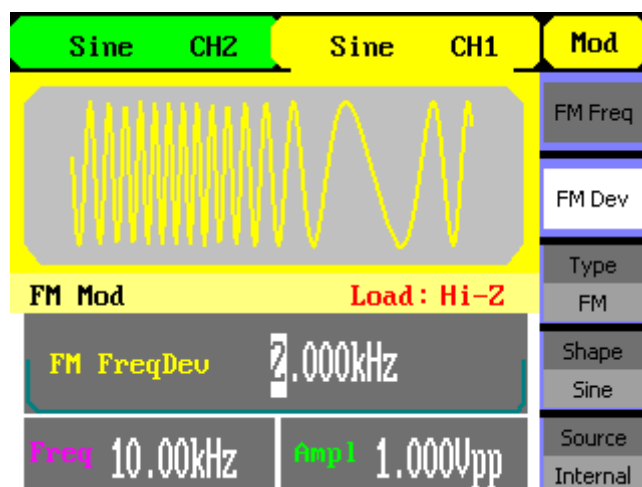 Sine CH2 Sine CH1 Mod
FM Freq
FM Dev
Type
FM
FM Mod Load: Hi-Z
FM FreqDev 2.000kHz
Shape
Sine
Freq 10.00kHz Ampl 1.000Vpp
Source
Internal